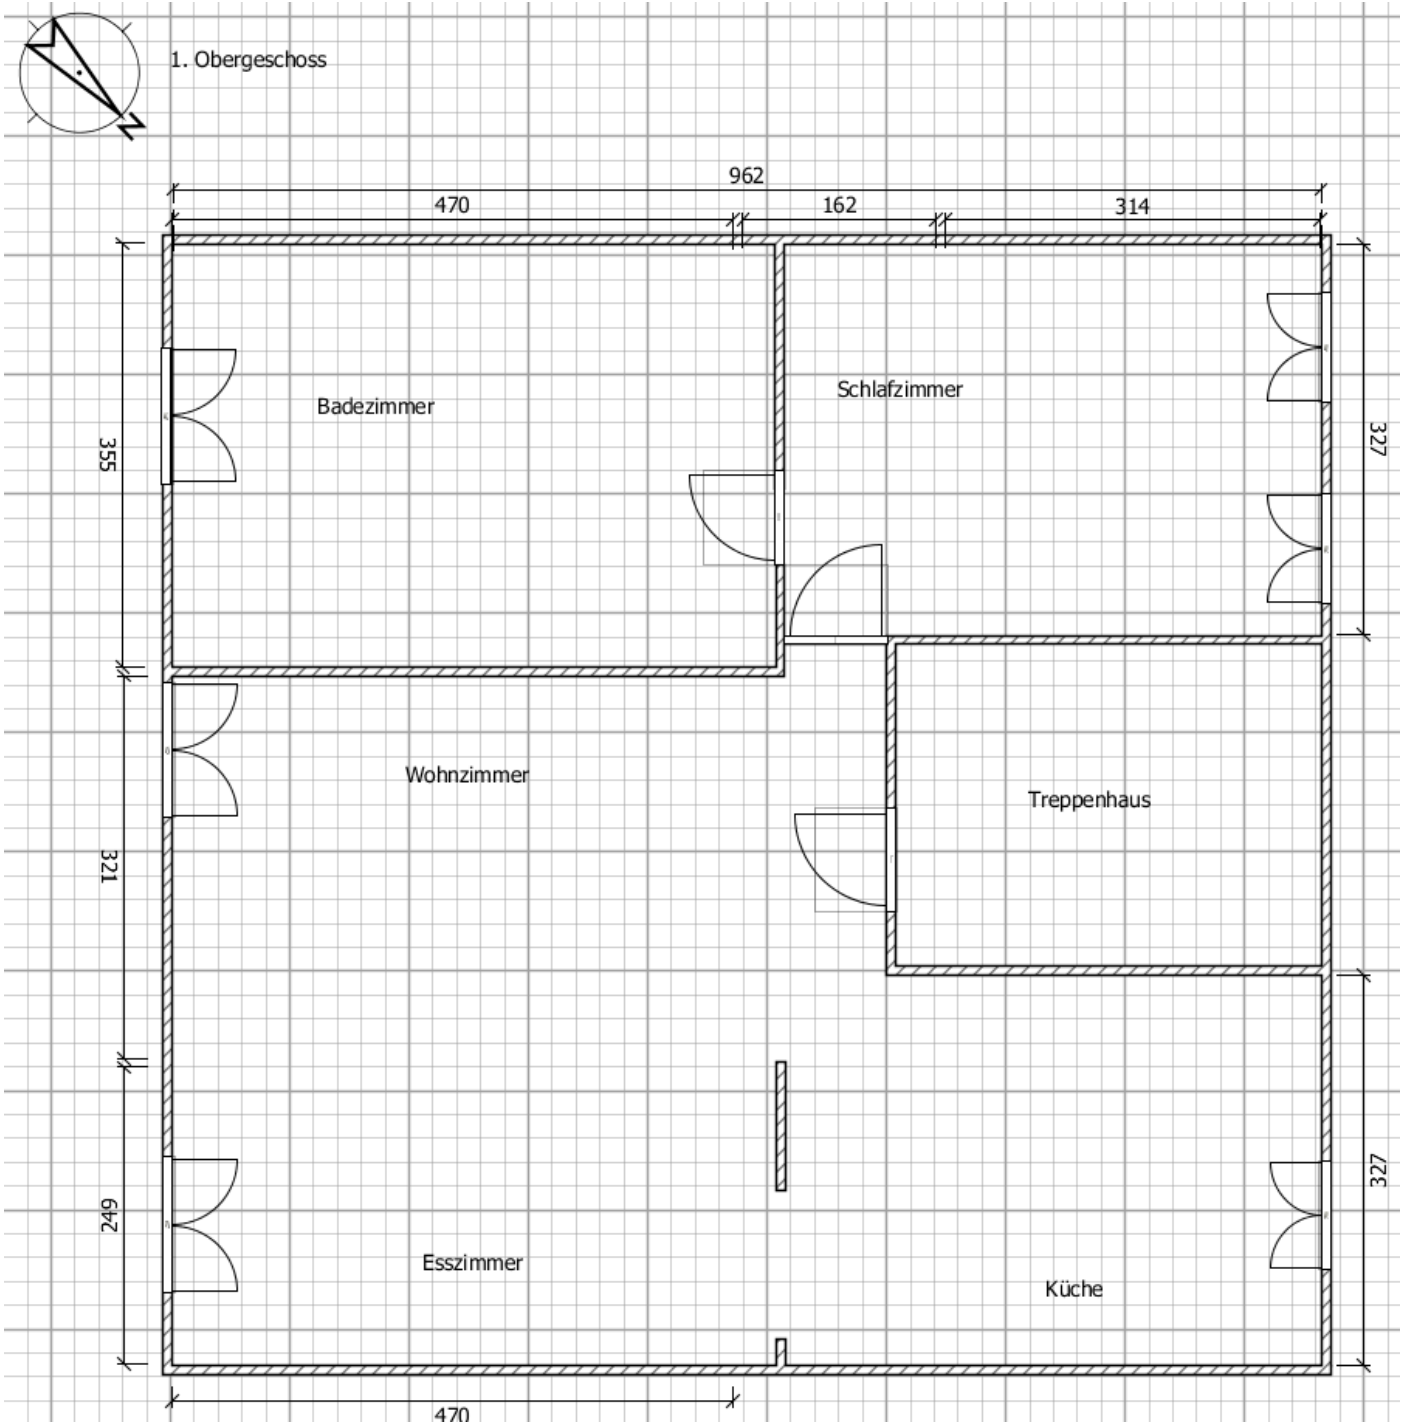 1. Obergeschoss
N
962
470
162
314
Badezimmer
Schlafzimmer
355
327
Wohnzimmer
Treppenhaus
321
249
327
Esszimmer
Küche
470